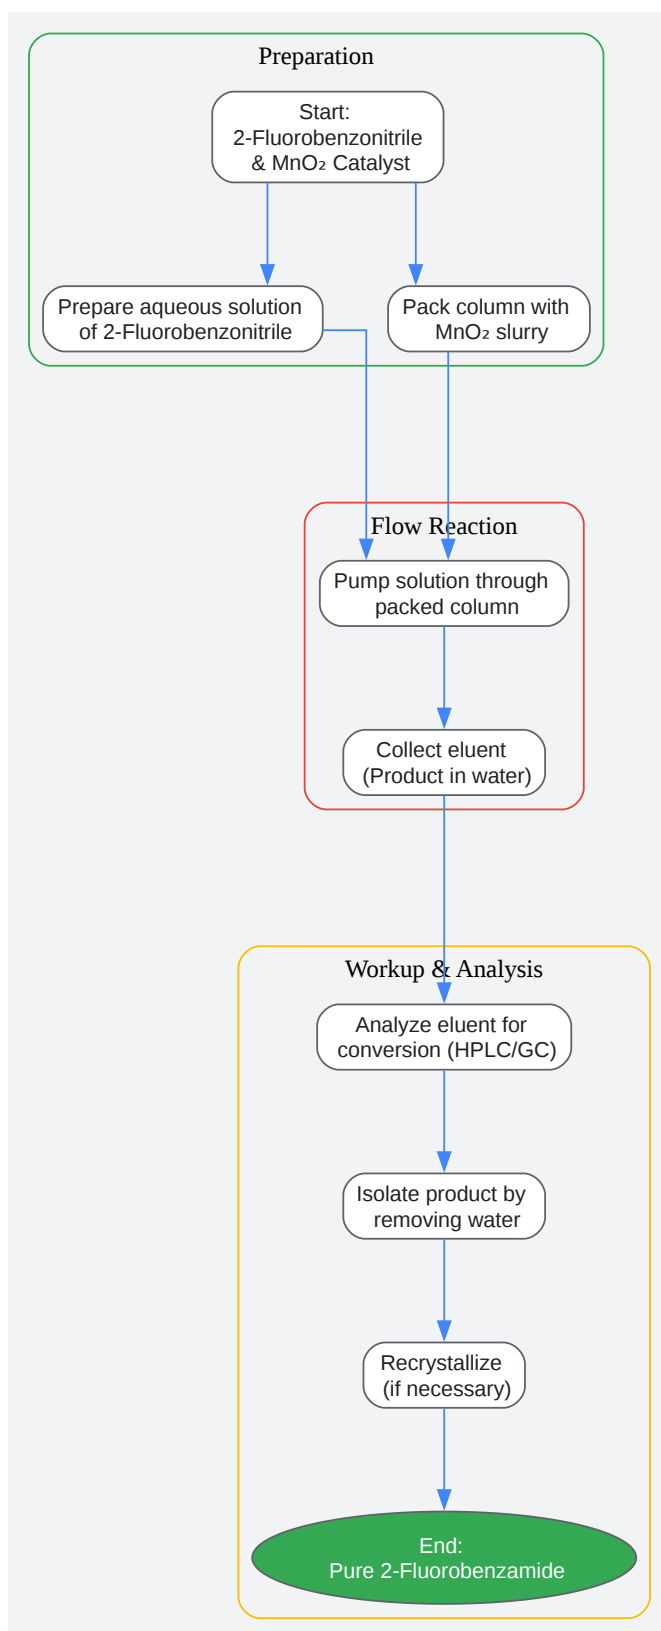 Preparation
Start:
2-Fluorobenzonitrile
& MnO₂ Catalyst
Prepare aqueous solution
of 2-Fluorobenzonitrile
Pack column with
MnO₂ slurry
Flow Reaction
Pump solution through
packed column
Collect eluent
(Product in water)
Workup & Analysis
Analyze eluent for
conversion (HPLC/GC)
Isolate product by
removing water
Recrystallize
(if necessary)
End:
Pure 2-Fluorobenzamide